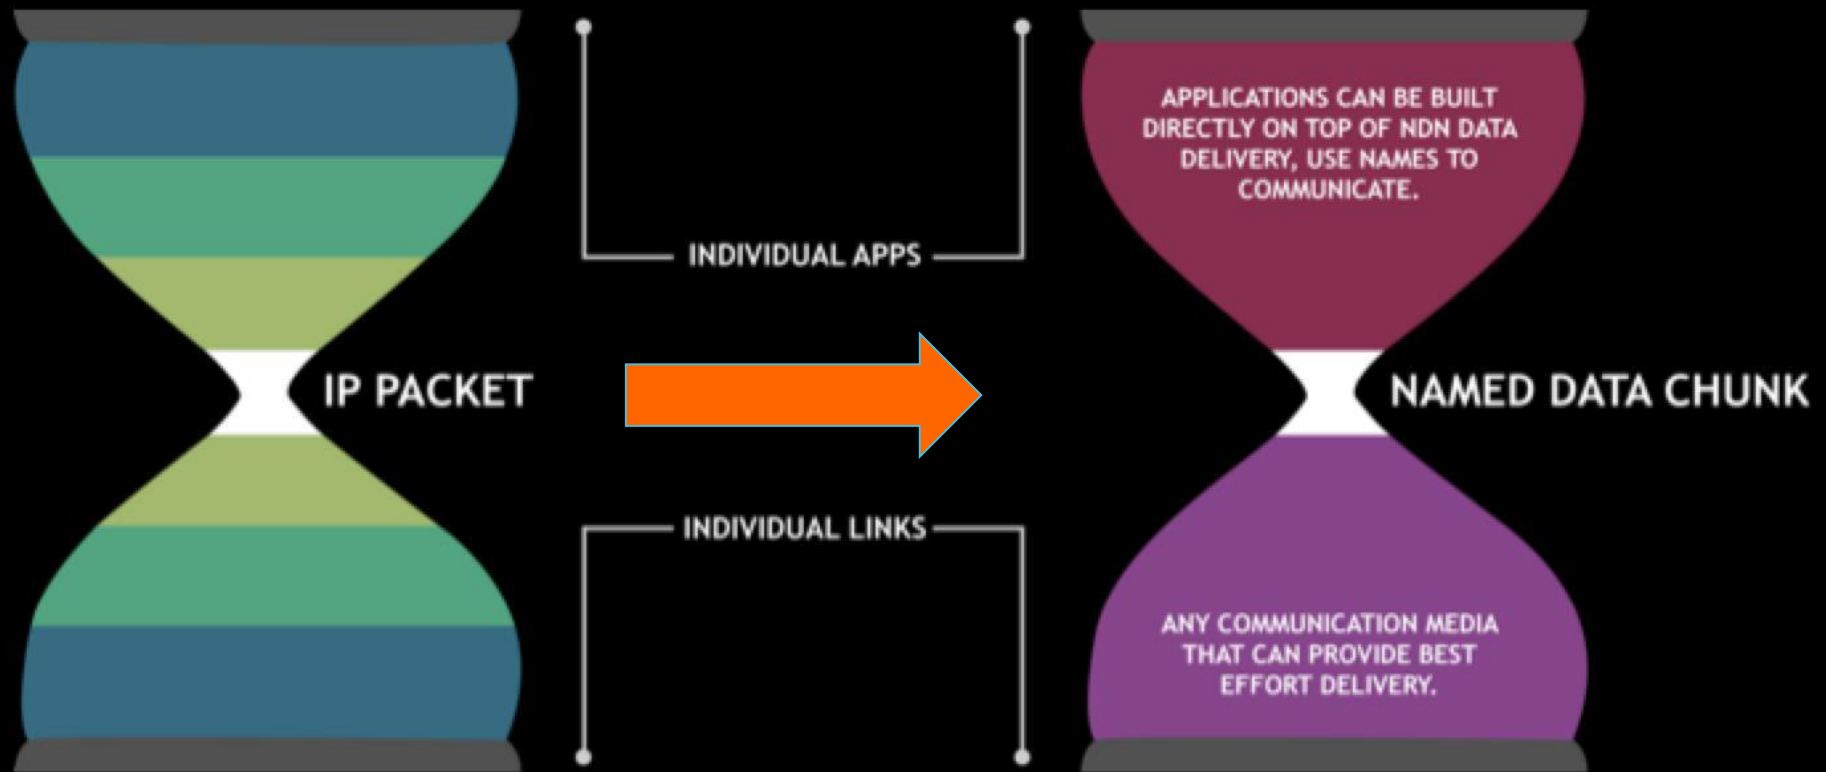 APPLICATIONS CAN BE BUILT
DIRECTLY ON TOP OF NDN DATA
DELIVERY, USE NAMES TO
COMMUNICATE.
INDIVIDUAL APPS
IP PACKET
NAMED DATA CHUNK
INDIVIDUAL LINKS
ANY COMMUNICATION MEDIA
THAT CAN PROVIDE BEST
EFFORT DELIVERY.